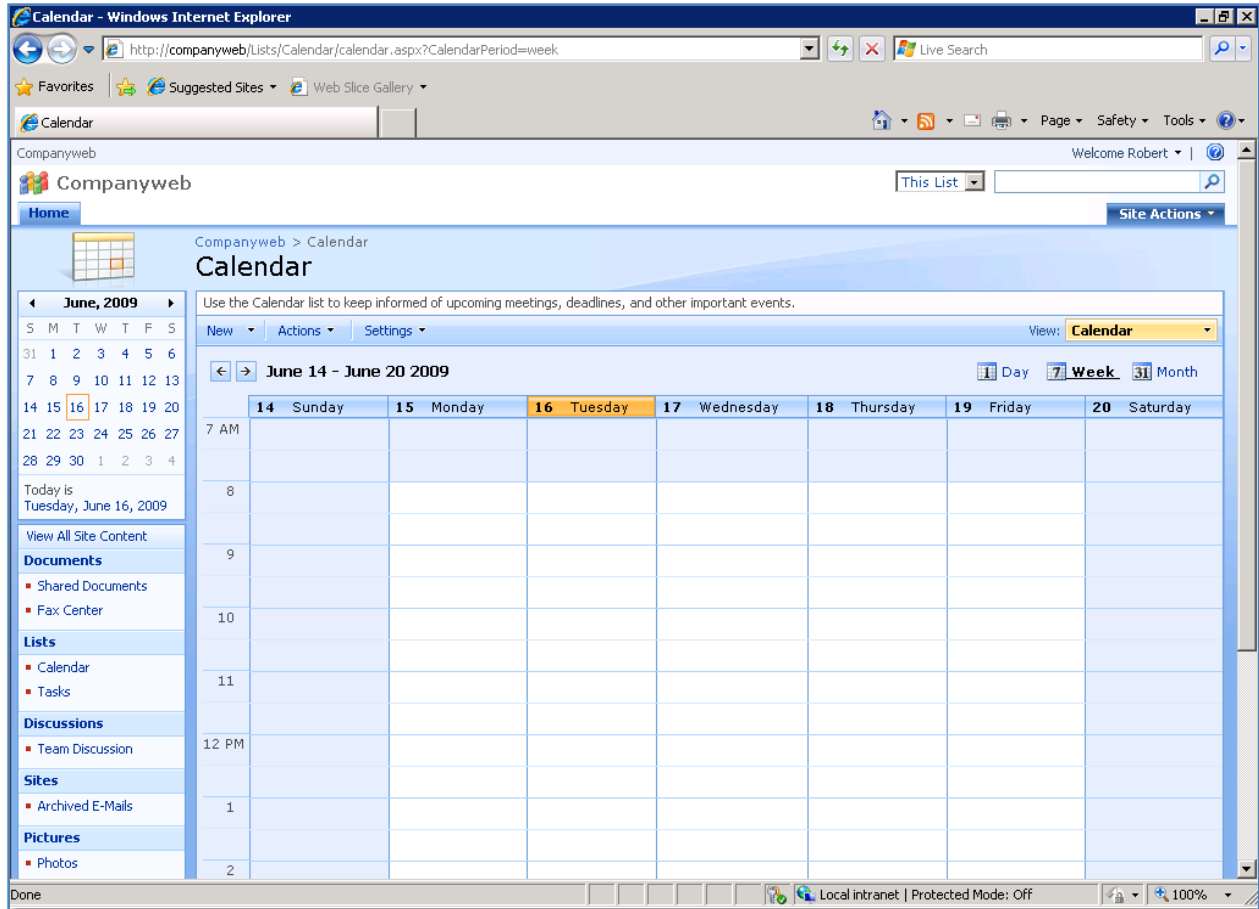 Calendar - Windows Internet Explorer
http://companyweb/Lists/Calendar/calendar.aspx?CalendarPeriod=week
Live Search
Favorites Suggested Sites Web Slice Gallery
Calendar
Page Safety Tools
Companyweb
Welcome Robert |
Companyweb
This List
Home
Site Actions
Companyweb > Calendar
Calendar
June, 2009
S M T W T F S
31 1 2 3 4 5 6
7 8 9 10 11 12 13
14 15 16 17 18 19 20
21 22 23 24 25 26 27
28 29 30 1 2 3 4
Today is
Tuesday, June 16, 2009
View All Site Content
Documents
Shared Documents
Fax Center
Lists
Calendar
Tasks
Discussions
Team Discussion
Sites
Archived E-Mails
Pictures
Photos
Use the Calendar list to keep informed of upcoming meetings, deadlines, and other important events.
New Actions Settings
View: Calendar
June 14 - June 20 2009
1 Day 7 Week 31 Month
14 Sunday 15 Monday 16 Tuesday 17 Wednesday 18 Thursday 19 Friday 20 Saturday
7 AM
8
9
10
11
12 PM
1
2
Done
Local intranet | Protected Mode: Off
100%